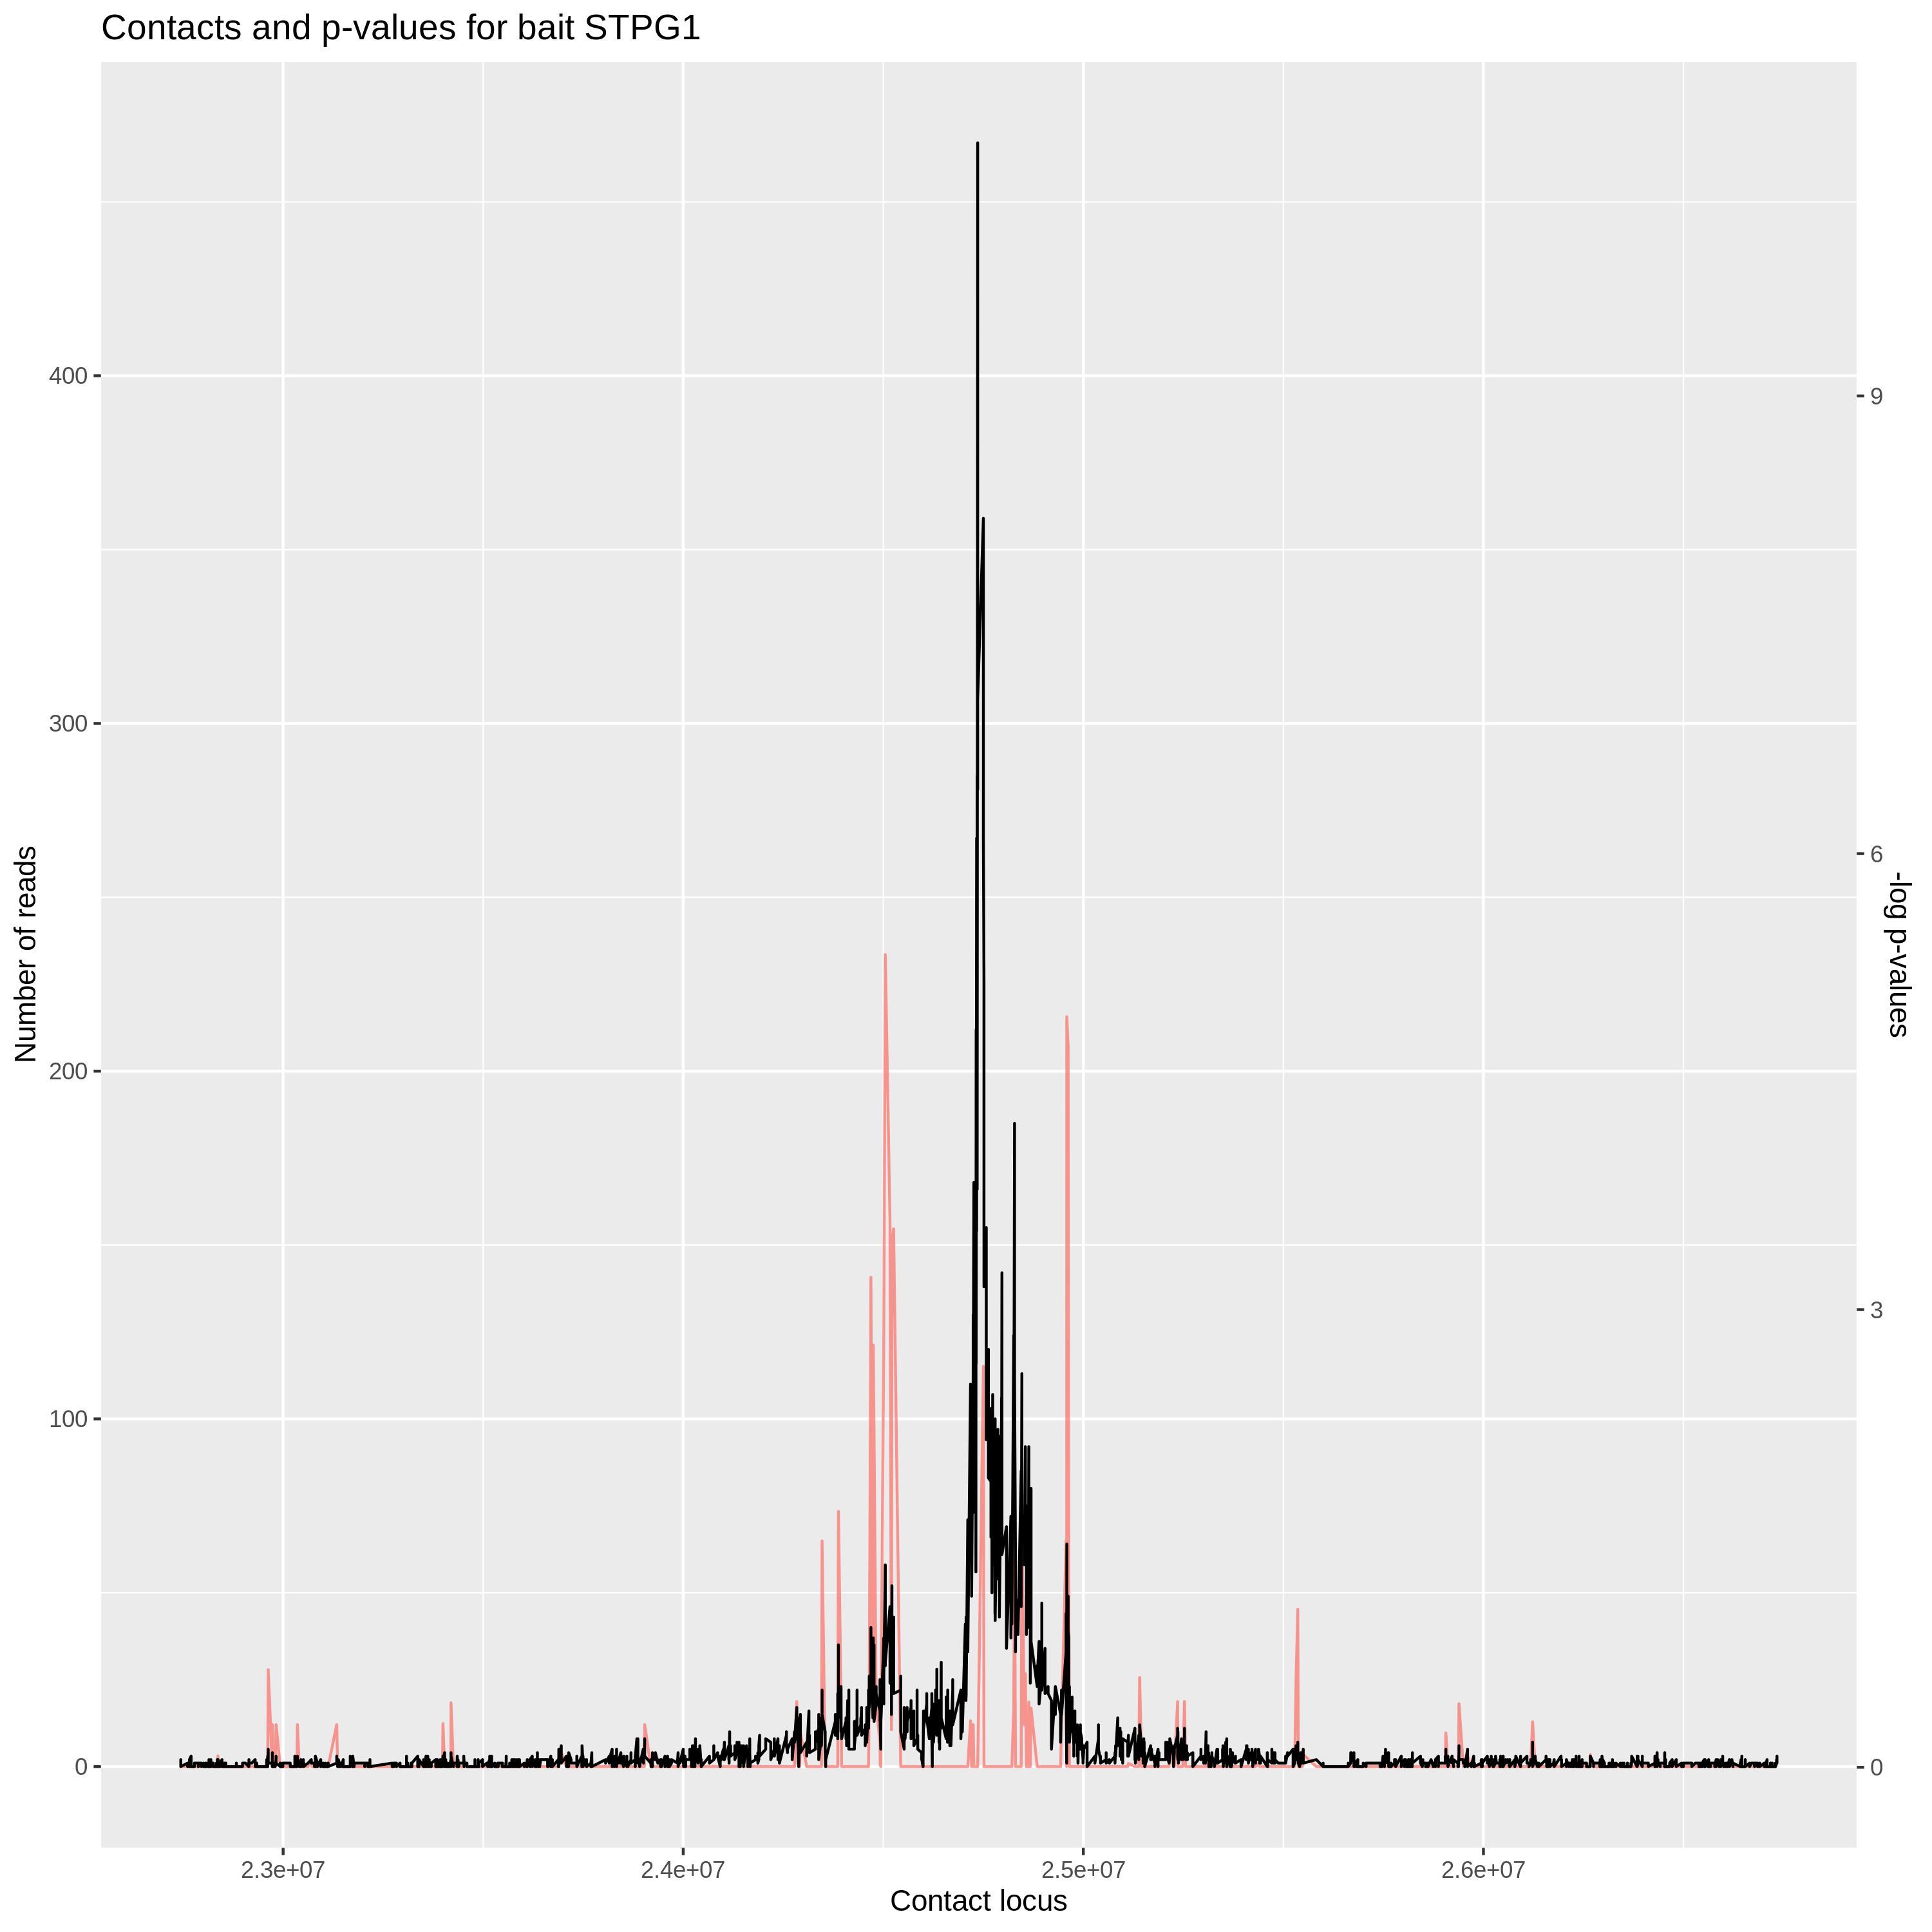 Contacts and p-values for bait STPG1
400
300
200
100
0
Number of reads
9
6
3
0
-log p-values
2.3e+07
2.4e+07
2.5e+07
2.6e+07
Contact locus